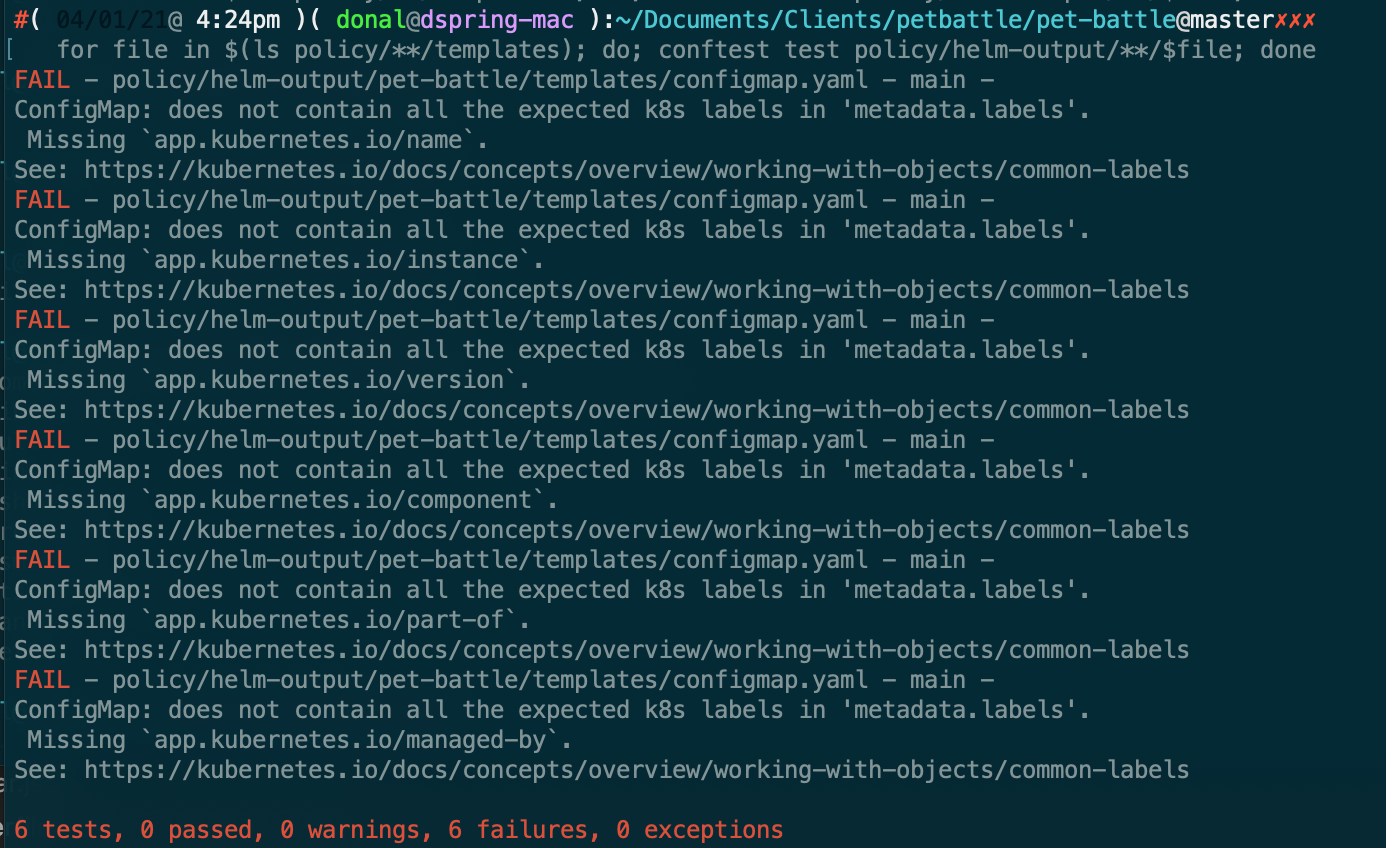 #( 04/01/21@ 4:24pm )( donal@dspring-mac ):~/Documents/Clients/petbattle/pet-battle@master✗✗✗
[   for file in $(ls policy/**/templates); do; conftest test policy/helm-output/**/$file; done
FAIL - policy/helm-output/pet-battle/templates/configmap.yaml - main -
ConfigMap: does not contain all the expected k8s labels in 'metadata.labels'.
 Missing `app.kubernetes.io/name`.
See: https://kubernetes.io/docs/concepts/overview/working-with-objects/common-labels
FAIL - policy/helm-output/pet-battle/templates/configmap.yaml - main -
ConfigMap: does not contain all the expected k8s labels in 'metadata.labels'.
 Missing `app.kubernetes.io/instance`.
See: https://kubernetes.io/docs/concepts/overview/working-with-objects/common-labels
FAIL - policy/helm-output/pet-battle/templates/configmap.yaml - main -
ConfigMap: does not contain all the expected k8s labels in 'metadata.labels'.
 Missing `app.kubernetes.io/version`.
See: https://kubernetes.io/docs/concepts/overview/working-with-objects/common-labels
FAIL - policy/helm-output/pet-battle/templates/configmap.yaml - main -
ConfigMap: does not contain all the expected k8s labels in 'metadata.labels'.
 Missing `app.kubernetes.io/component`.
See: https://kubernetes.io/docs/concepts/overview/working-with-objects/common-labels
FAIL - policy/helm-output/pet-battle/templates/configmap.yaml - main -
ConfigMap: does not contain all the expected k8s labels in 'metadata.labels'.
 Missing `app.kubernetes.io/part-of`.
See: https://kubernetes.io/docs/concepts/overview/working-with-objects/common-labels
FAIL - policy/helm-output/pet-battle/templates/configmap.yaml - main -
ConfigMap: does not contain all the expected k8s labels in 'metadata.labels'.
 Missing `app.kubernetes.io/managed-by`.
See: https://kubernetes.io/docs/concepts/overview/working-with-objects/common-labels
6 tests, 0 passed, 0 warnings, 6 failures, 0 exceptions